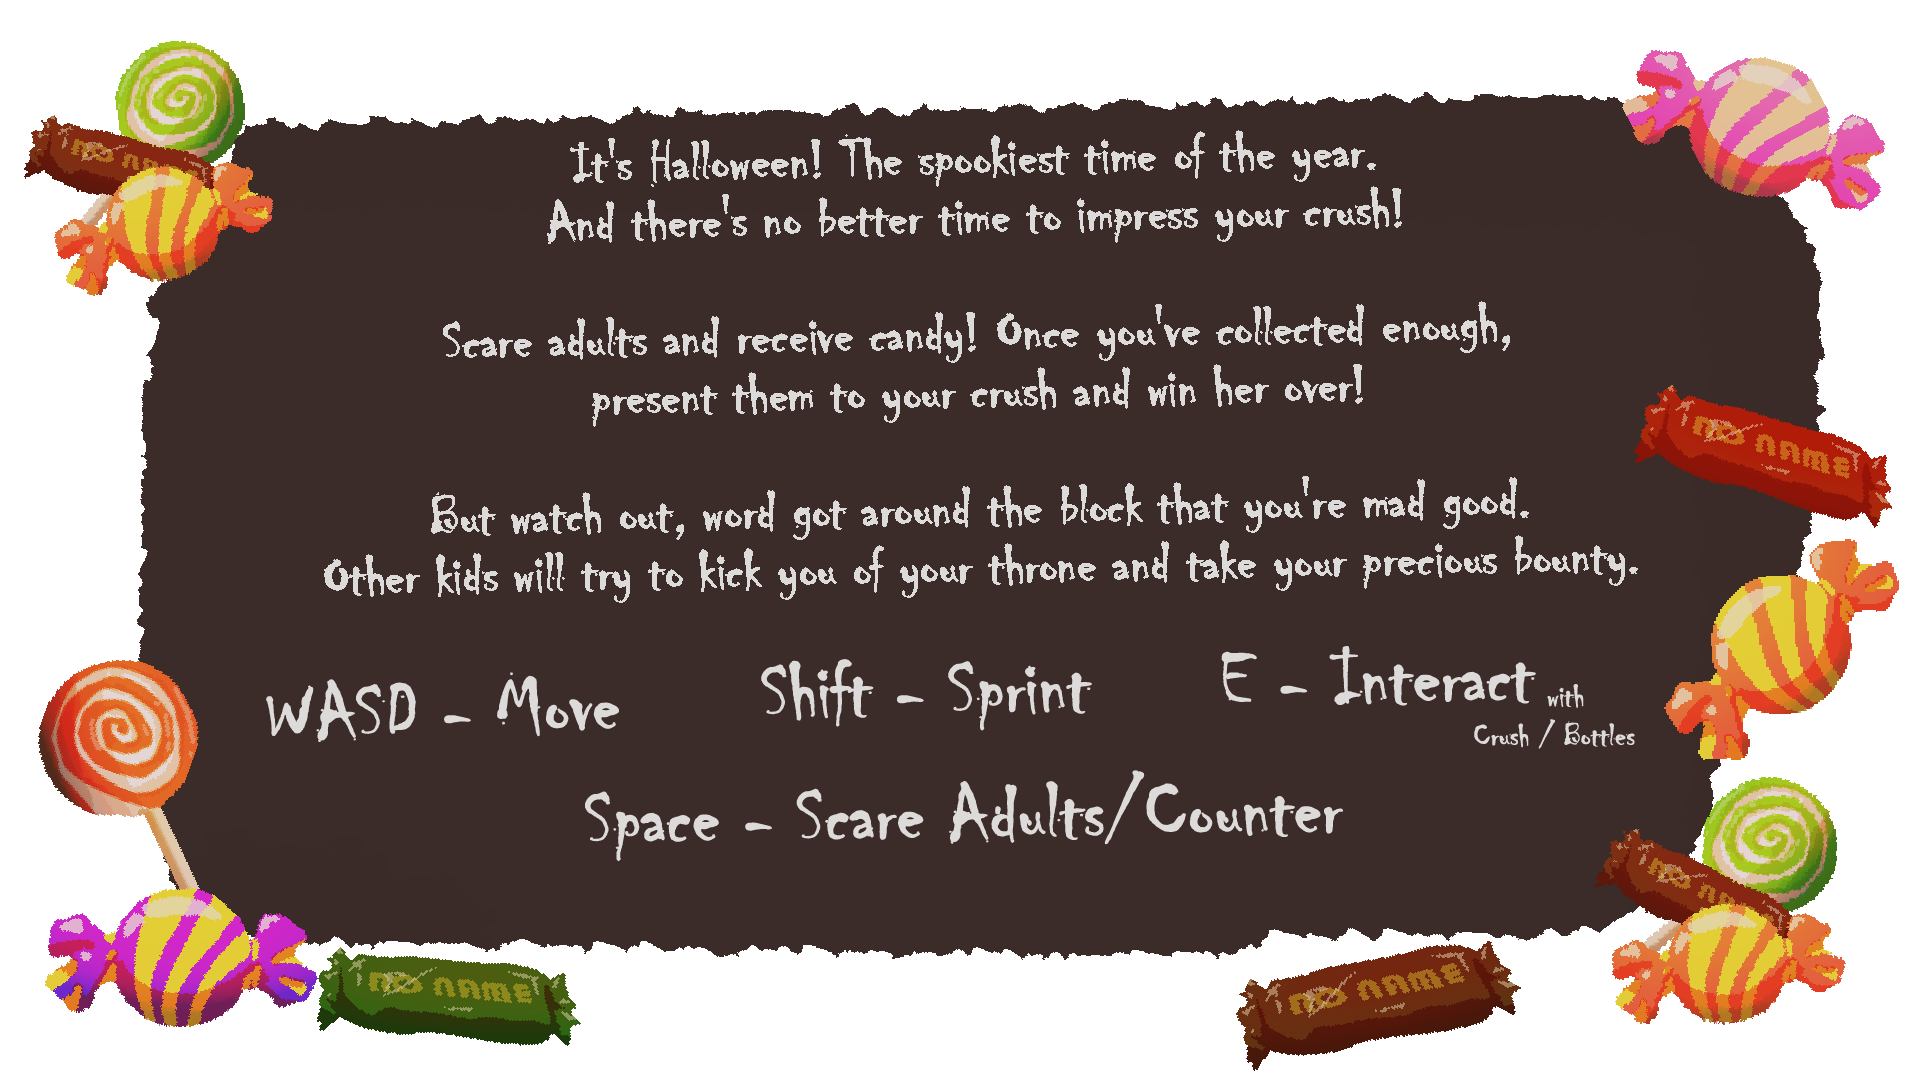 It's Halloween! The spookiest time of the year.
And there's no better time to impress your crush!
Scare adults and receive candy! Once you've collected enough,
present them to your crush and win her over!
But watch out, word got around the block that you're mad good.
Other kids will try to kick you of your throne and take your precious bounty.
WASD - Move
Shift - Sprint
E - Interact with
Crush / Bottles
Space - Scare Adults/Counter
NO NA
NO NAME
NO NA
NO NAME
NO NAME